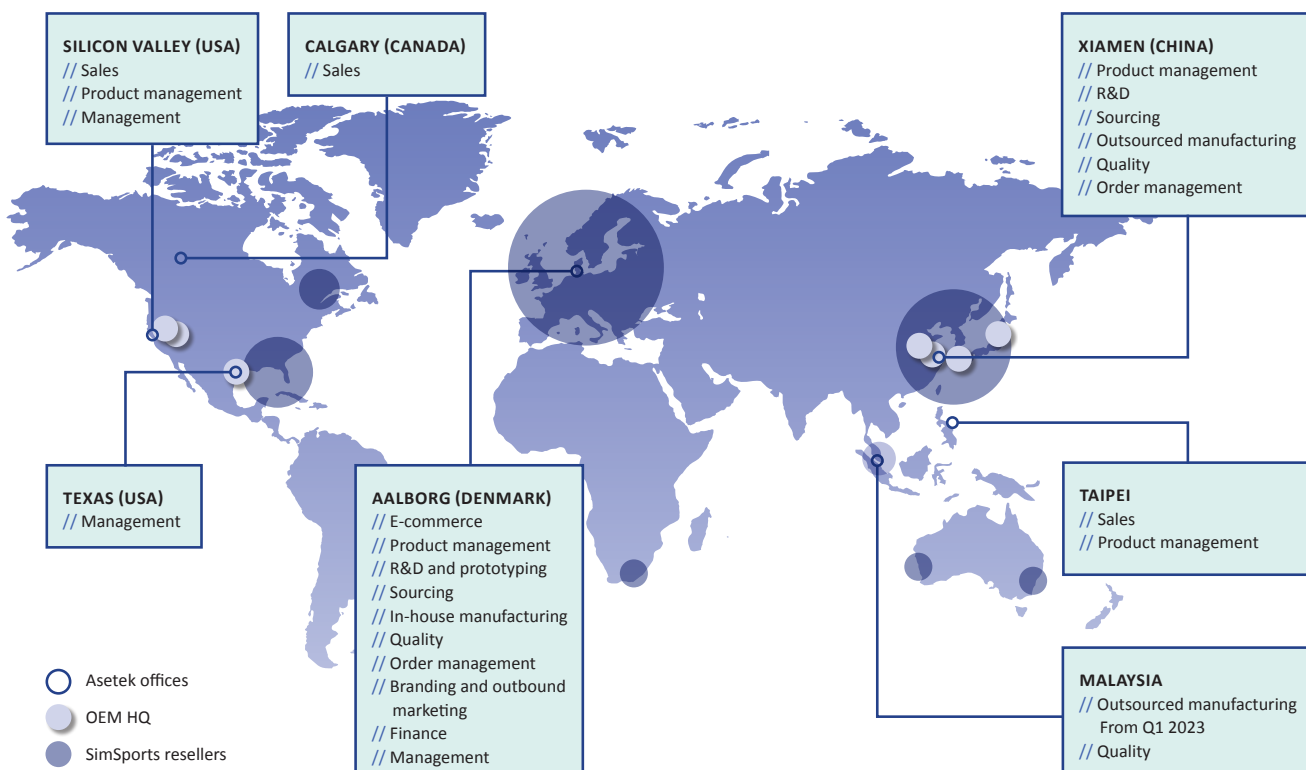 SILICON VALLEY (USA)
// Sales
// Product management
// Management
CALGARY (CANADA)
// Sales
XIAMEN (CHINA)
// Product management
// R&D
// Sourcing
// Outsourced manufacturing
// Quality
// Order management
TEXAS (USA)
// Management
AALBORG (DENMARK)
// E-commerce
// Product management
// R&D and prototyping
// Sourcing
// In-house manufacturing
// Quality
// Order management
// Branding and outbound
marketing
// Finance
// Management
TAIPEI
// Sales
// Product management
MALAYSIA
// Outsourced manufacturing
From Q1 2023
// Quality
Asetek offices
OEM HQ
SimSports resellers